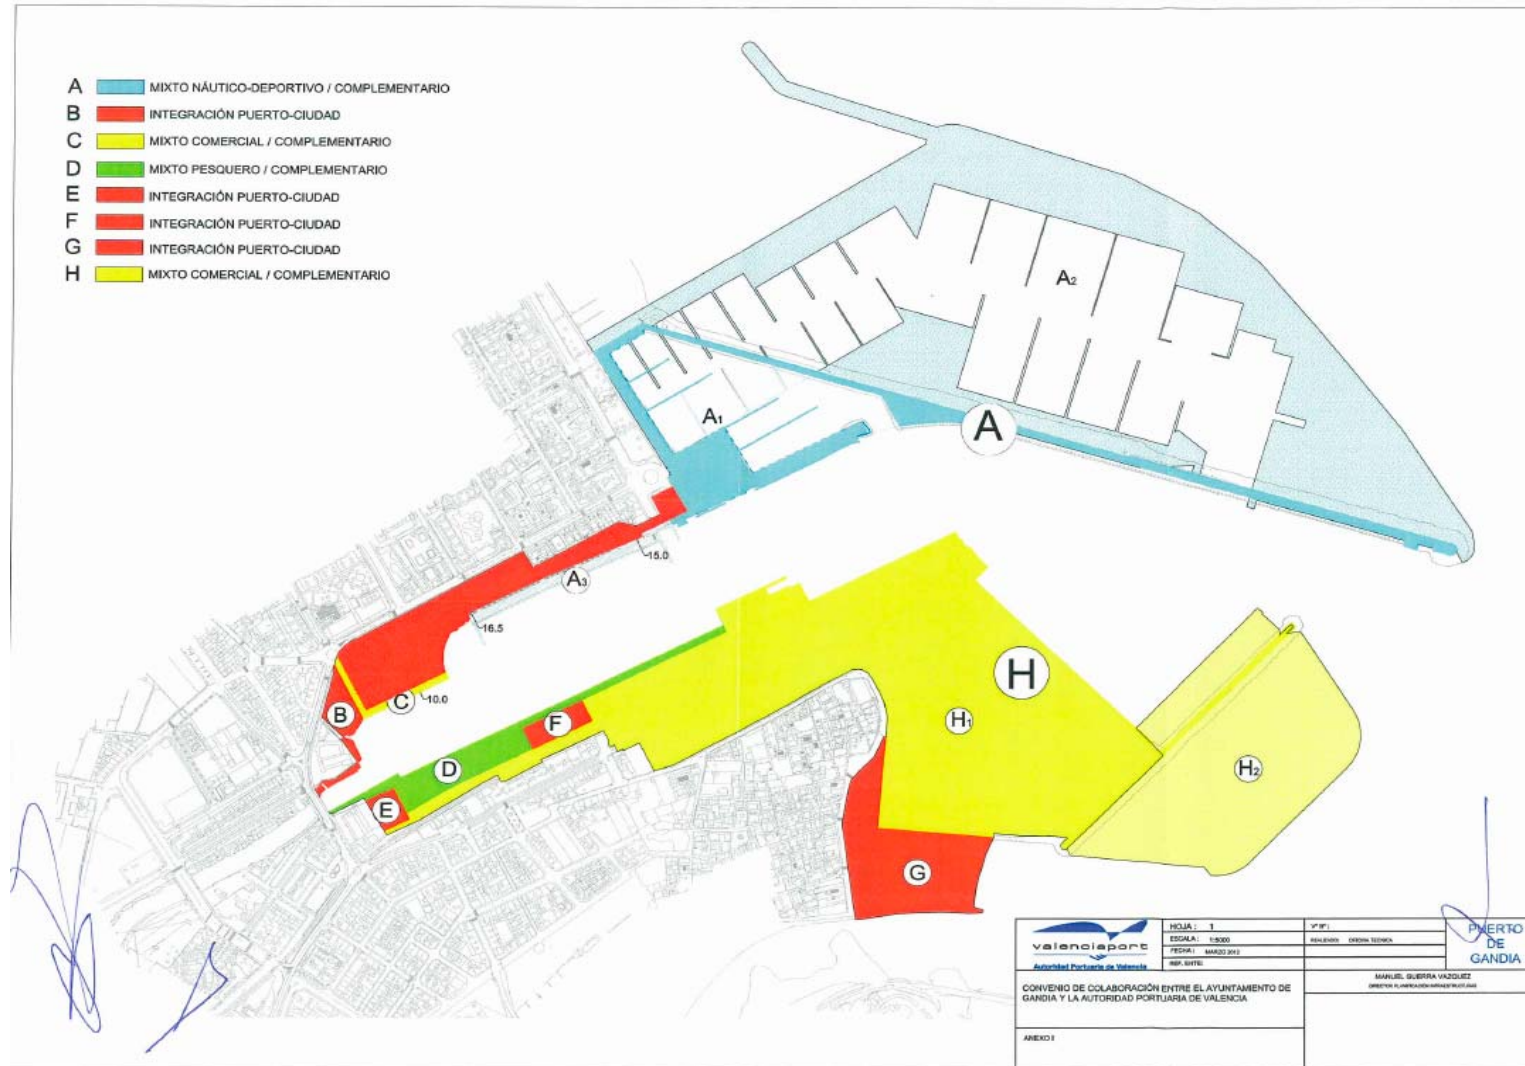 A MIXTO NÁUTICO-DEPORTIVO / COMPLEMENTARIO
B INTEGRACIÓN PUERTO-CIUDAD
C MIXTO COMERCIAL / COMPLEMENTARIO
D MIXTO PESQUERO / COMPLEMENTARIO
E INTEGRACIÓN PUERTO-CIUDAD
F INTEGRACIÓN PUERTO-CIUDAD
G INTEGRACIÓN PUERTO-CIUDAD
H MIXTO COMERCIAL / COMPLEMENTARIO
A2
A1
A
15.0
A3
16.5
H
10.0
C
B
H1
F
H2
D
E
G
valenciaport
Autoridad Portuaria de Valencia
HOJA : 1
ESCALA : 1:5000
FECHA : MARZO 2012
PUERTO
DE
GANDIA
MANUEL GUERRA VAZQUEZ
CONVENIO DE COLABORACIÓN ENTRE EL AYUNTAMIENTO DE
GANDIA Y LA AUTORIDAD PORTUARIA DE VALENCIA